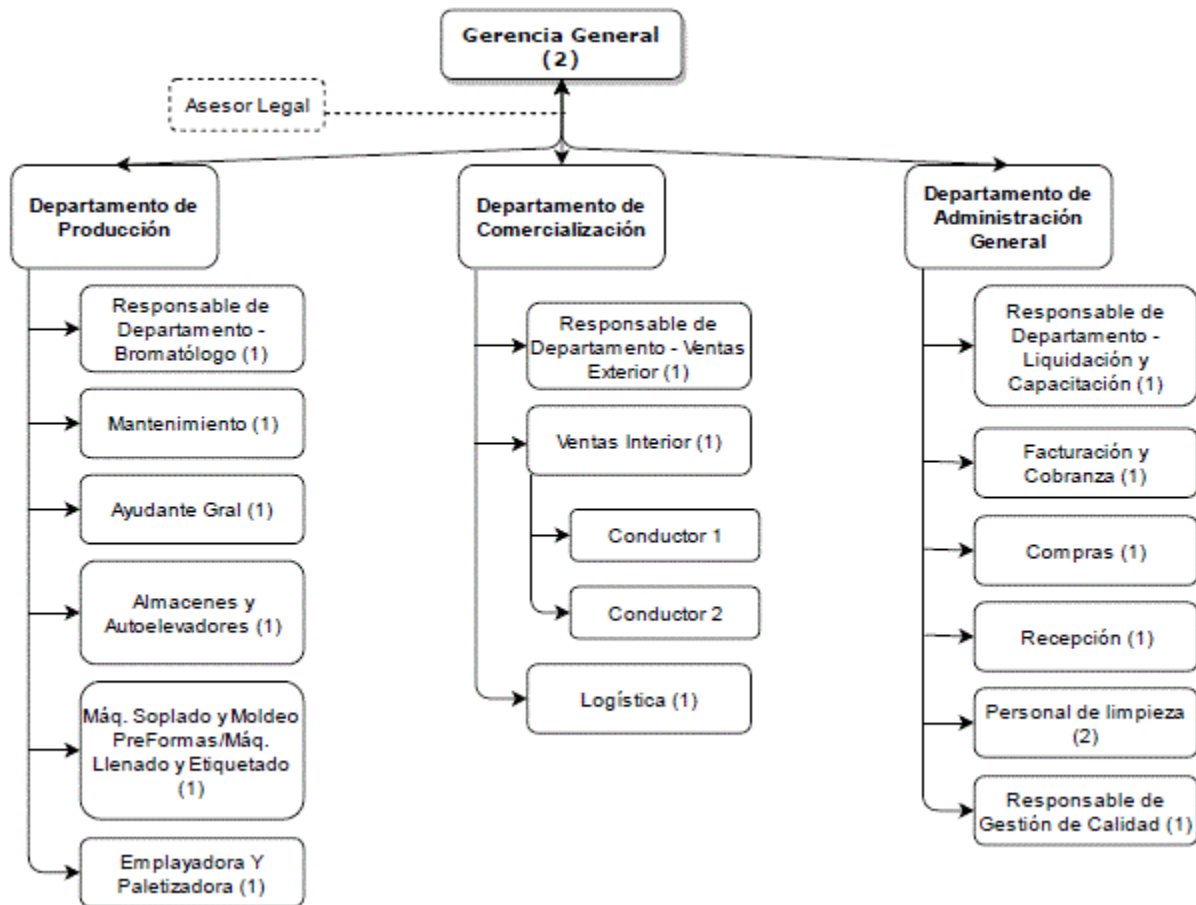 Gerencia General
(2)
Asesor Legal
Departamento de
Producción
Responsable de
Departamento -
Bromatólogo (1)
Mantenimiento (1)
Ayudante Gral (1)
Almacenes y
Autoelevadores (1)
Máq. Soplado y Moldeo
PreFormas/Máq.
Llenado y Etiquetado
(1)
Emplayadora Y
Paletizadora (1)
Departamento de
Comercialización
Responsable de
Departamento - Ventas
Exterior (1)
Ventas Interior (1)
Conductor 1
Conductor 2
Logística (1)
Departamento de
Administración
General
Responsable de
Departamento -
Liquidación y
Capacitación (1)
Facturación y
Cobranza (1)
Compras (1)
Recepción (1)
Personal de limpieza
(2)
Responsable de
Gestión de Calidad (1)